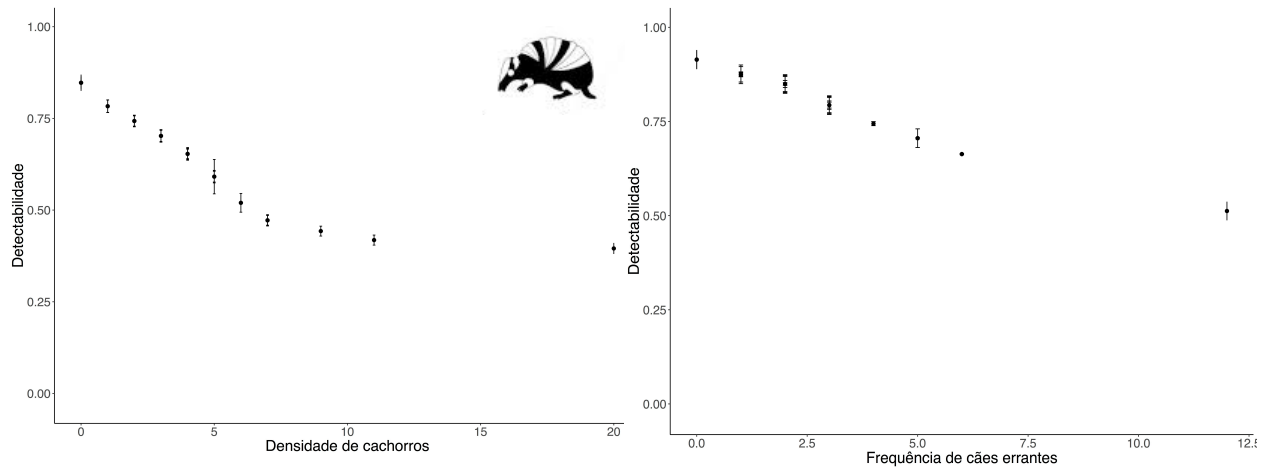 1.00
0.75
0.50
0.25
0.00
Detectabilidade
0 5 10 15 20
Densidade de cachorros
1.00
0.75
0.50
0.25
0.00
Detectabilidade
0.0 2.5 5.0 7.5 10.0 12.5
Frequência de cães errantes